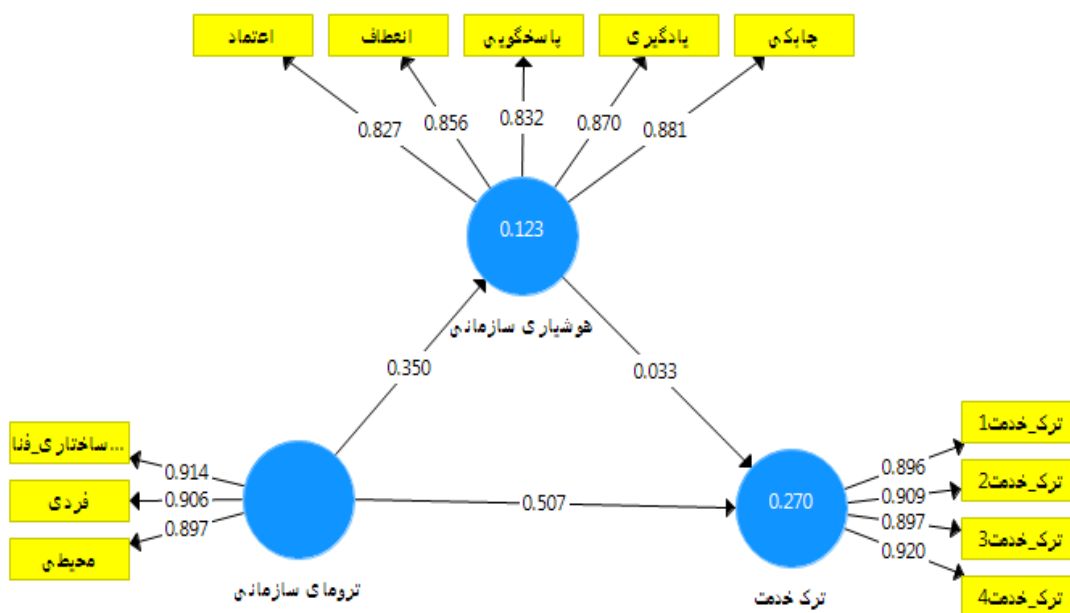 اعتماد
انعطاف
پاسخگویی
یادگیری
چابکی
0.827
0.856
0.832
0.870
0.881
0.123
هوشیاری سازمانی
0.350
0.033
ساختاری_فنا...
فردی
محیطی
0.914
0.906
0.897
ترومای سازمانی
0.507
0.270
ترک خدمت
0.896
0.909
0.897
0.920
ترک_خدمت1
ترک_خدمت2
ترک_خدمت3
ترک_خدمت4